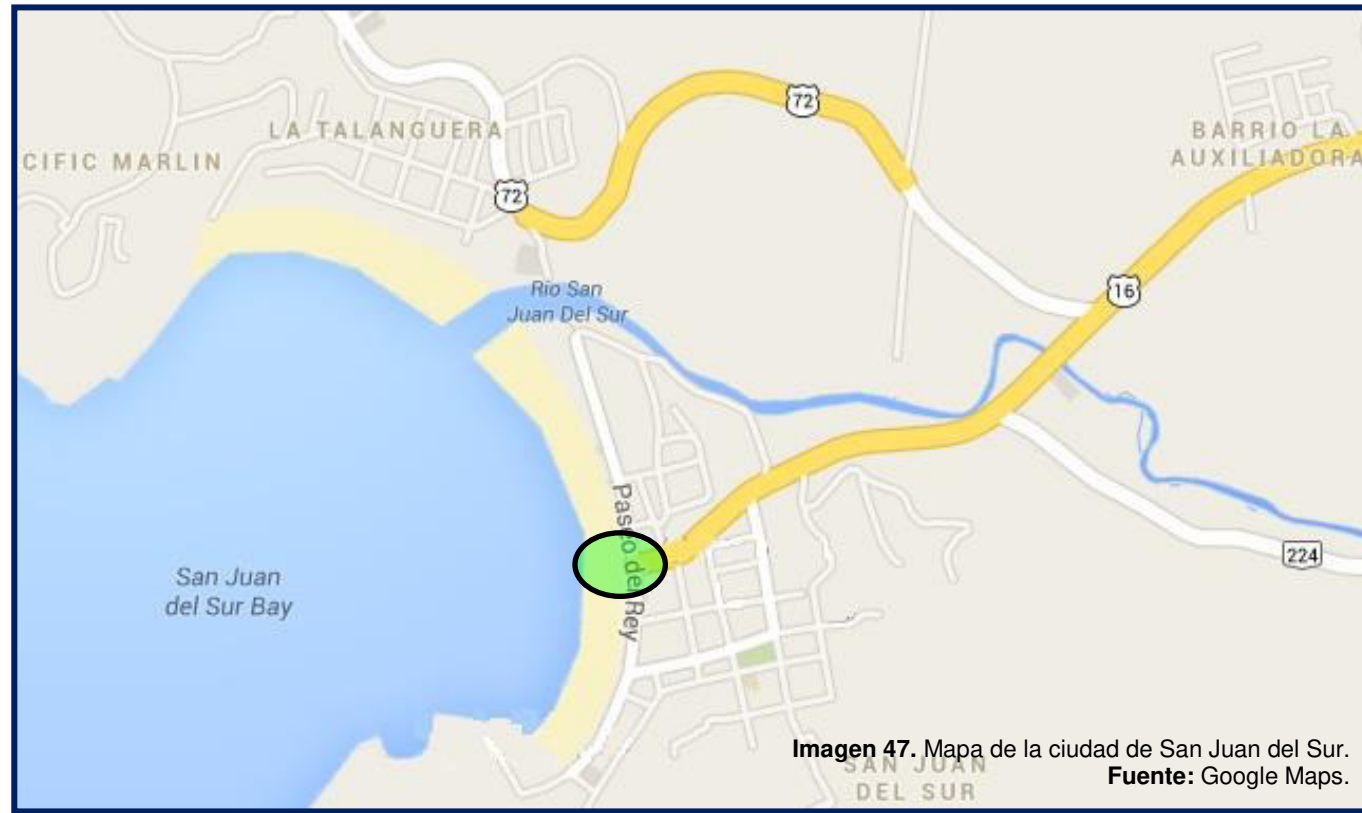 72
LA TALANGUERA
CIFIC MARLIN
72
BARRIO LA
AUXILIADORA
16
Rio San
Juan Del Sur
Paseo del Rey
224
San Juan
del Sur Bay
Imagen 47. Mapa de la ciudad de San Juan del Sur.
Fuente: Google Maps.
SAN JUAN
DEL SUR